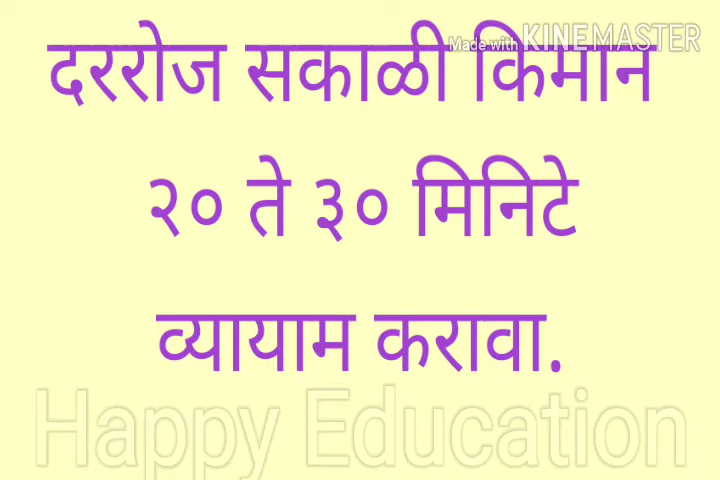 Made with KINEMASTER
दररोज सकाळी किमान
२० ते ३० मिनिटे
व्यायाम करावा.
Happy Education